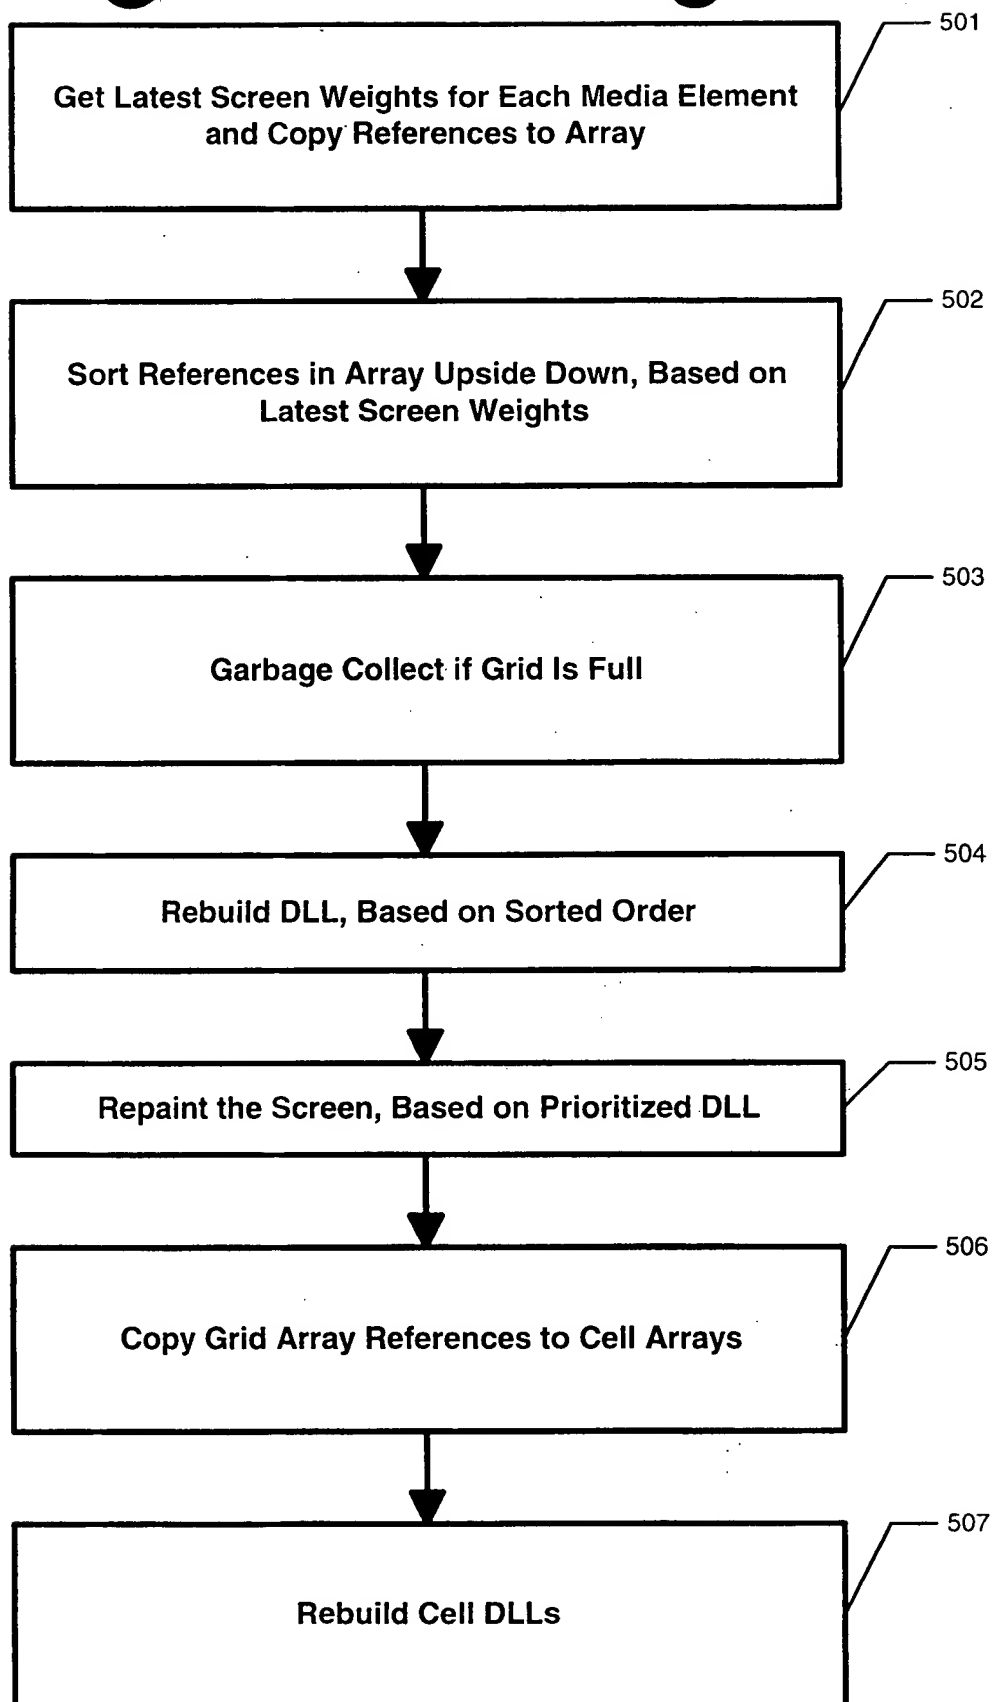 501
Get Latest Screen Weights for Each Media Element
and Copy References to Array
502
Sort References in Array Upside Down, Based on
Latest Screen Weights
503
Garbage Collect if Grid Is Full
504
Rebuild DLL, Based on Sorted Order
505
Repaint the Screen, Based on Prioritized DLL
506
Copy Grid Array References to Cell Arrays
507
Rebuild Cell DLLs